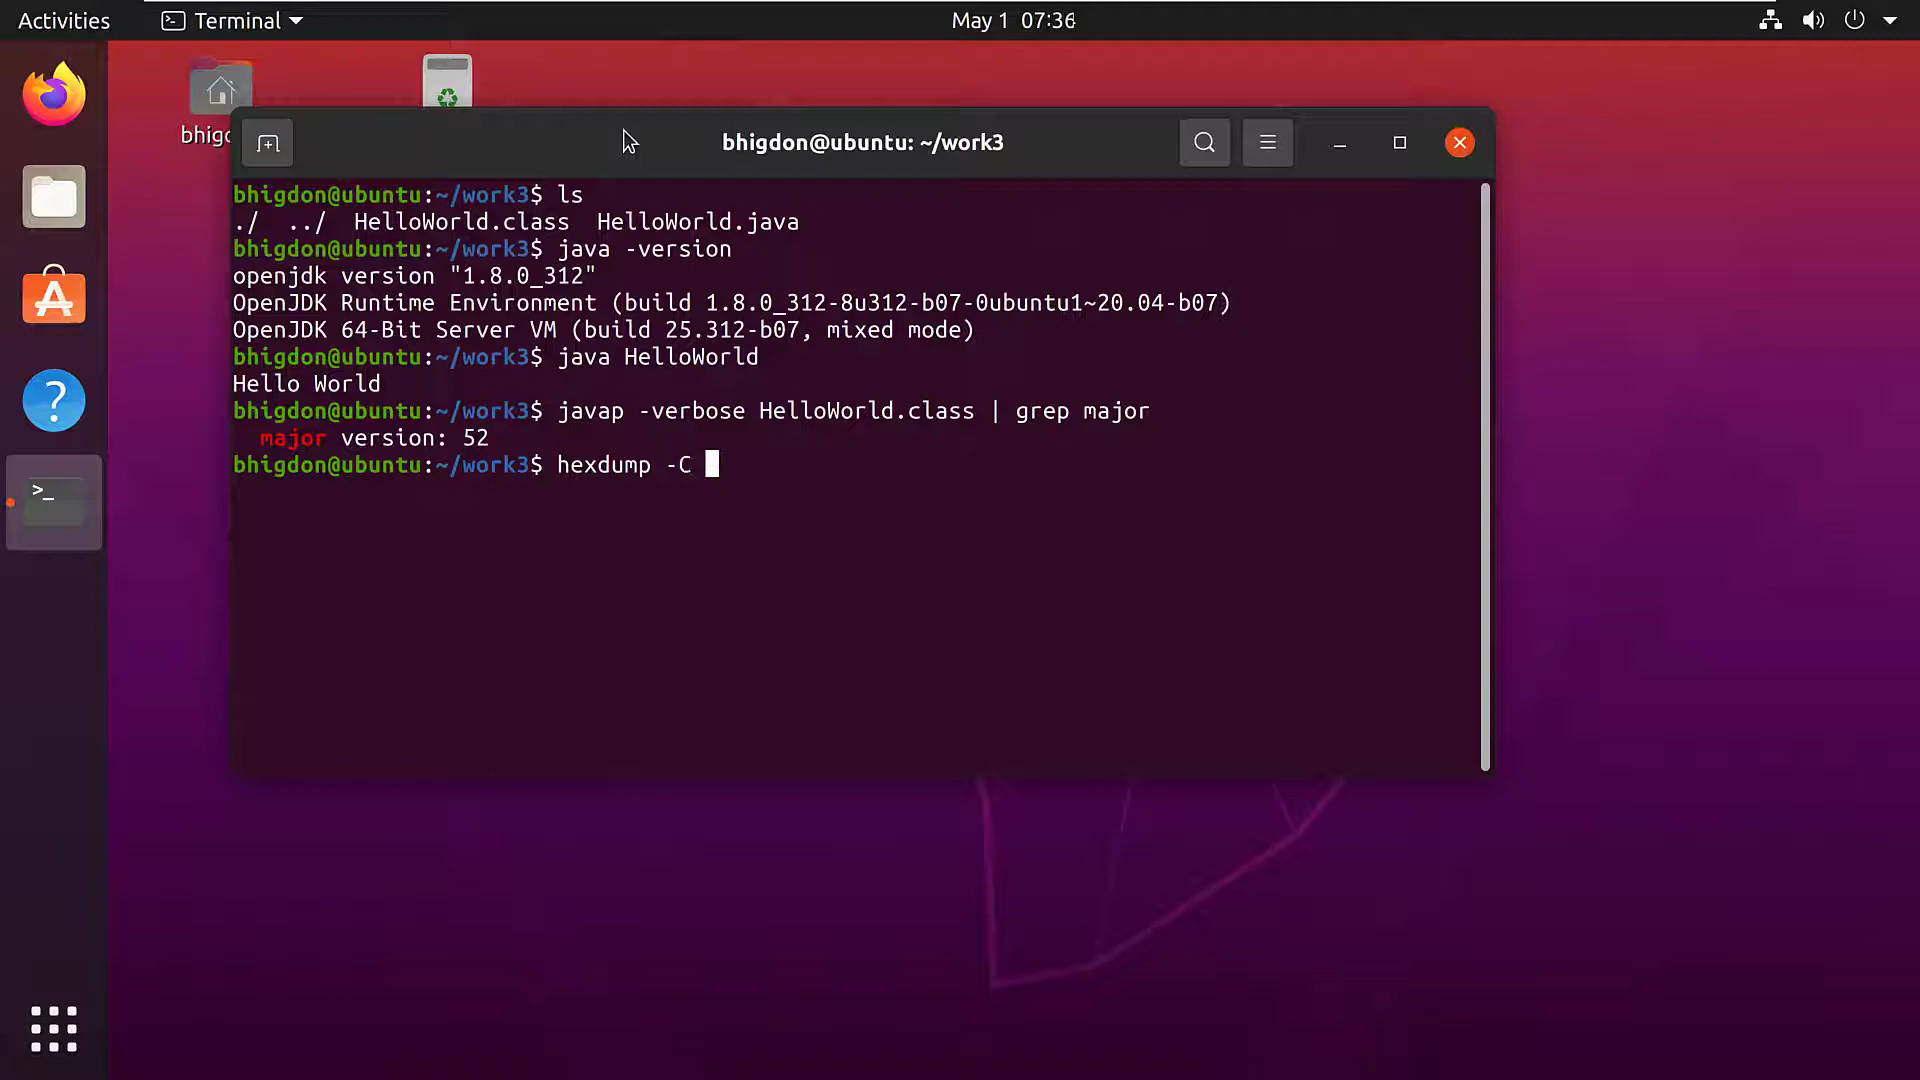 Activities
Terminal
May 1 07:36
bhigd
bhigdon@ubuntu: ~/work3
bhigdon@ubuntu:~/work3$ ls
./  ../  HelloWorld.class  HelloWorld.java
bhigdon@ubuntu:~/work3$ java -version
openjdk version "1.8.0_312"
OpenJDK Runtime Environment (build 1.8.0_312-8u312-b07-0ubuntu1~20.04-b07)
OpenJDK 64-Bit Server VM (build 25.312-b07, mixed mode)
bhigdon@ubuntu:~/work3$ java HelloWorld
Hello World
bhigdon@ubuntu:~/work3$ javap -verbose HelloWorld.class | grep major
  major version: 52
bhigdon@ubuntu:~/work3$ hexdump -C